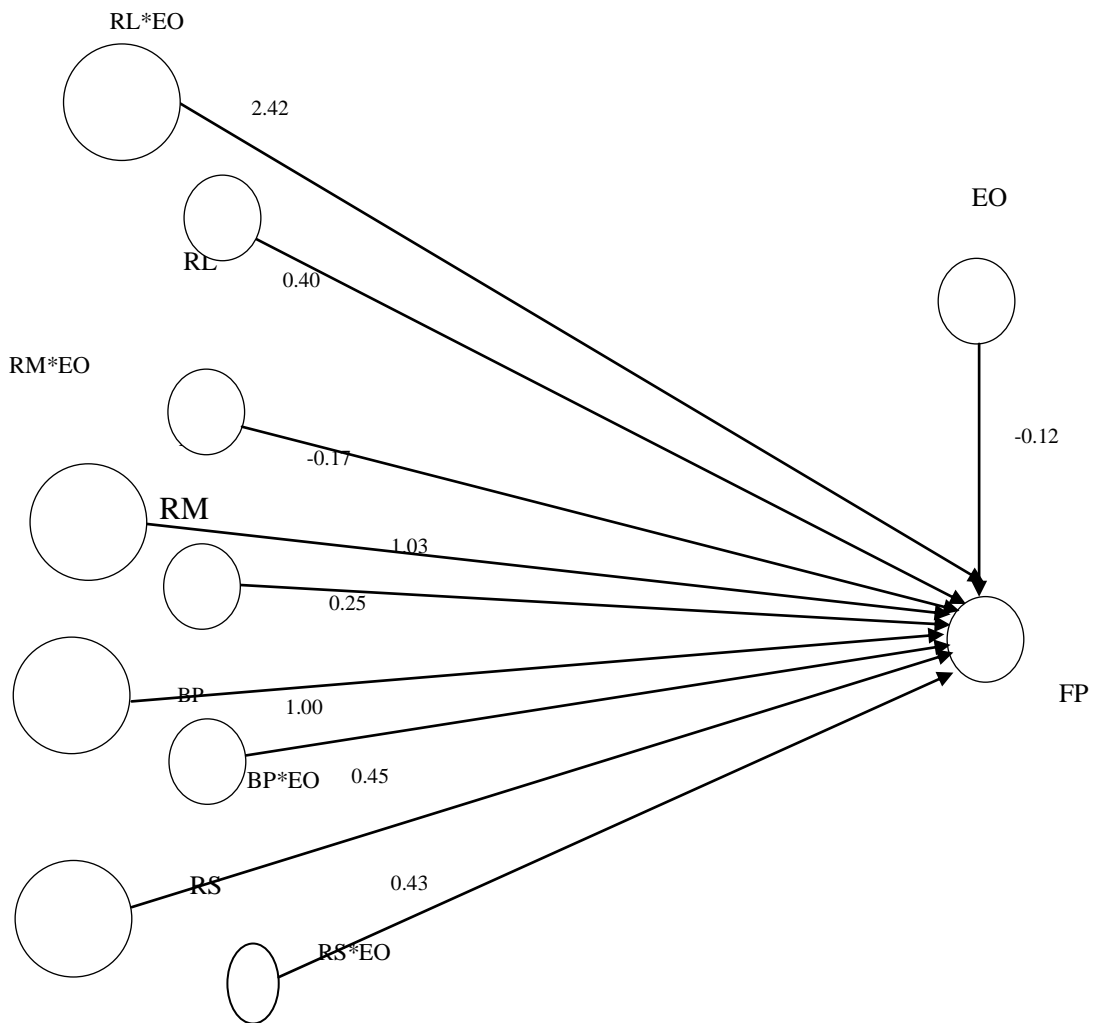 RL*EO
2.42
EO
RL
0.40
RM*EO
-0.12
-0.17
RM
1.03
0.25
BP
1.00
FP
BP*EO
0.45
RS
0.43
RS*EO